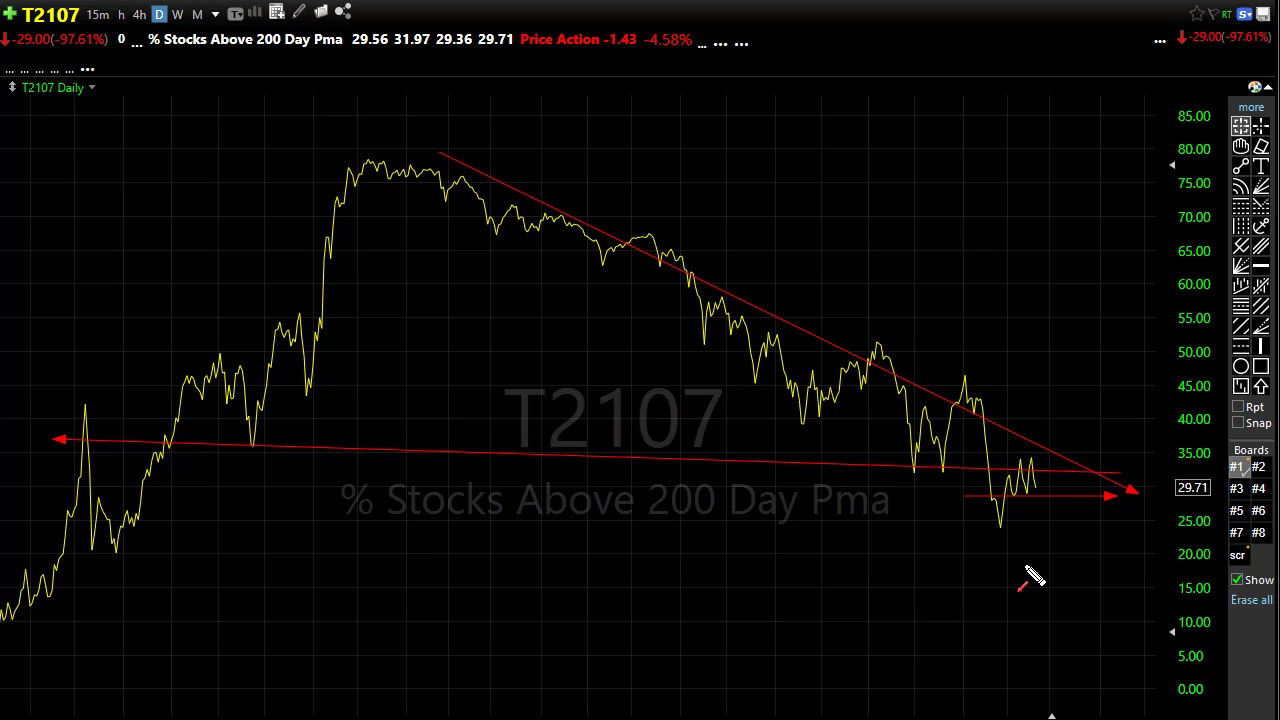 T2107 15m h 4h D W M T RT S
-29.00(-97.61%) 0 ... % Stocks Above 200 Day Pma 29.56 31.97 29.36 29.71 Price Action -1.43 -4.58% ... ... ... ... -29.00(-97.61%)
... ... ... ... ... ...
T2107 Daily
more
85.00
80.00
75.00
70.00
65.00
60.00
55.00
50.00
45.00
40.00
35.00
29.71
25.00
20.00
15.00
10.00
5.00
0.00
T2107
% Stocks Above 200 Day Pma
T
Rpt
Snap
Boards
#1 #2
#3 #4
#5 #6
#7 #8
scr
Show
Erase all